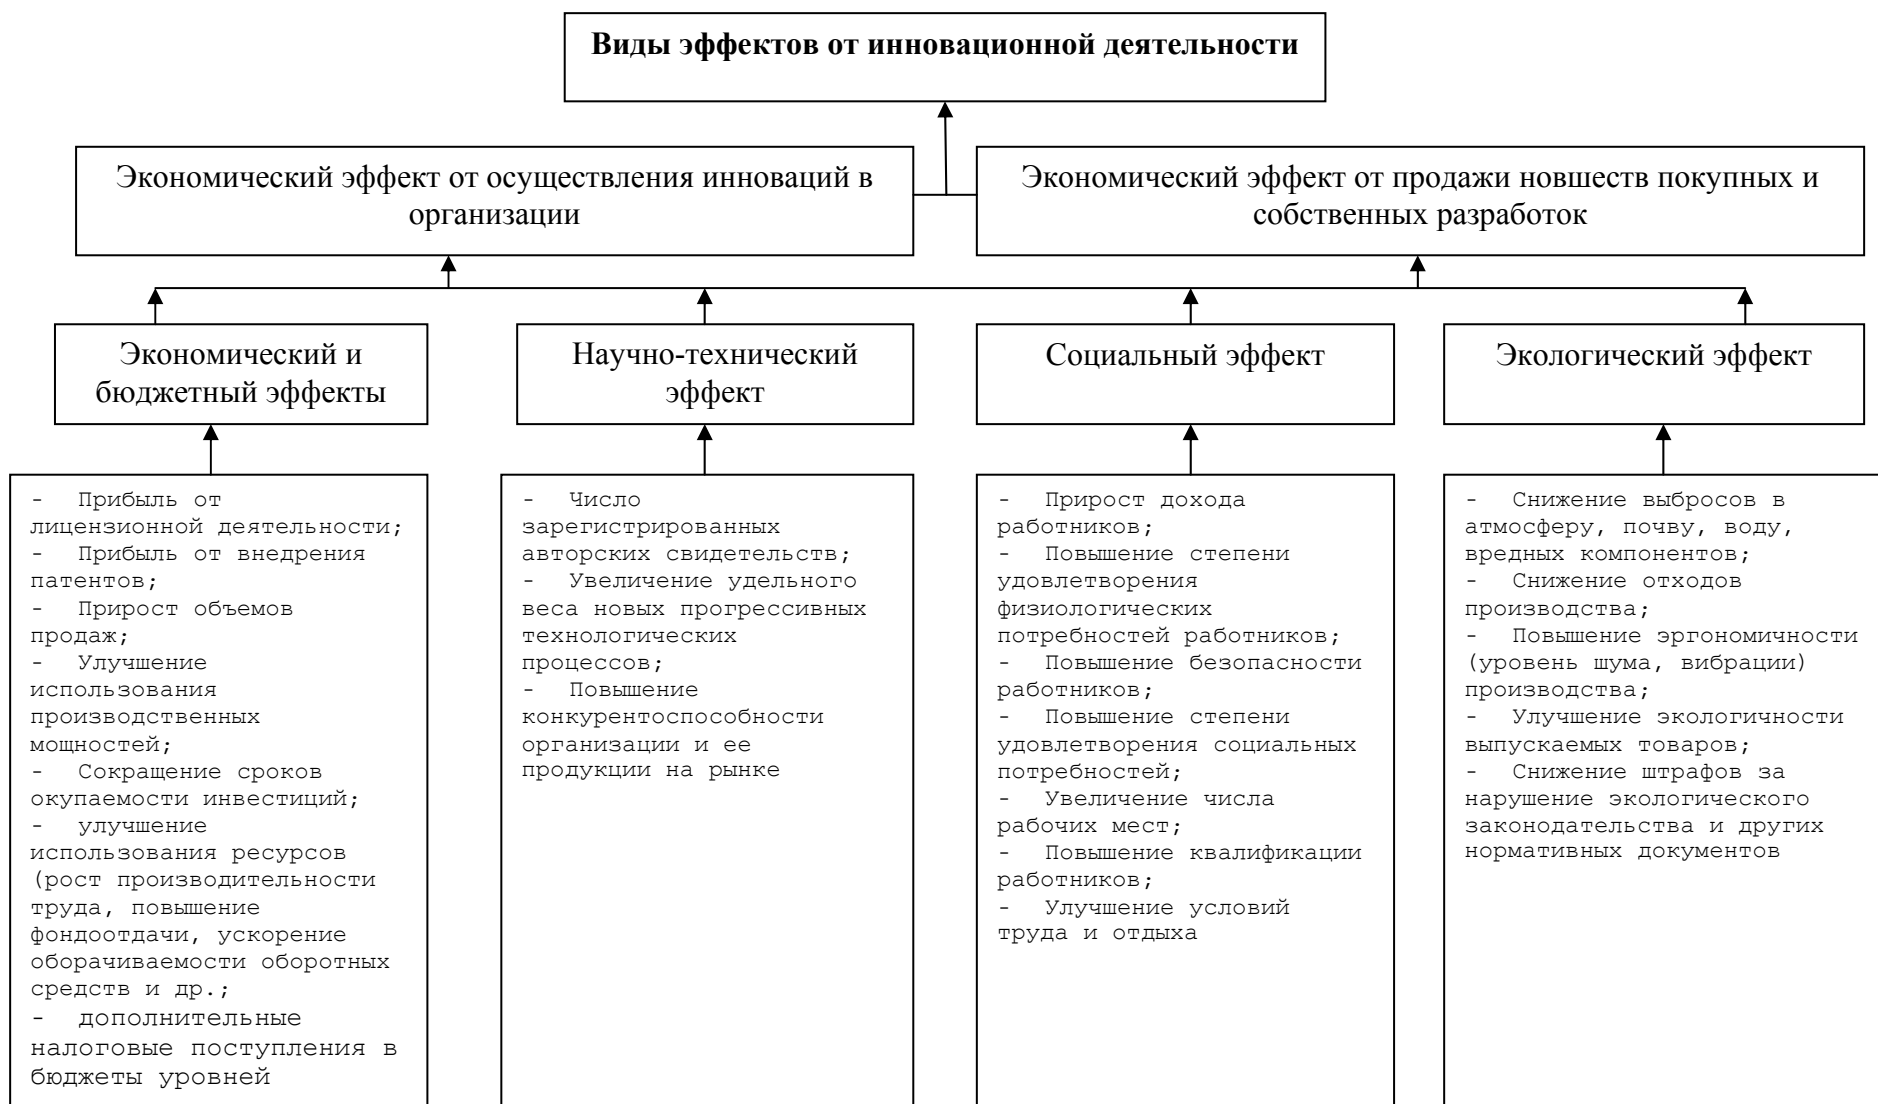 Виды эффектов от инновационной деятельности
Экономический эффект от осуществления инноваций в
организации
Экономический эффект от продажи новшеств покупных и
собственных разработок
Экономический и
бюджетный эффекты
Научно-технический
эффект
Социальный эффект
Экологический эффект
- Прибыль от
лицензионной деятельности;
- Прибыль от внедрения
патентов;
- Прирост объемов
продаж;
- Улучшение
использования
производственных
мощностей;
- Сокращение сроков
окупаемости инвестиций;
- улучшение
использования ресурсов
(рост производительности
труда, повышение
фондоотдачи, ускорение
оборачиваемости оборотных
средств и др.;
- дополнительные
налоговые поступления в
бюджеты уровней
- Число
зарегистрированных
авторских свидетельств;
- Увеличение удельного
веса новых прогрессивных
технологических
процессов;
- Повышение
конкурентоспособности
организации и ее
продукции на рынке
- Прирост дохода
работников;
- Повышение степени
удовлетворения
физиологических
потребностей работников;
- Повышение безопасности
работников;
- Повышение степени
удовлетворения социальных
потребностей;
- Увеличение числа
рабочих мест;
- Повышение квалификации
работников;
- Улучшение условий
труда и отдыха
- Снижение выбросов в
атмосферу, почву, воду,
вредных компонентов;
- Снижение отходов
производства;
- Повышение эргономичности
(уровень шума, вибрации)
производства;
- Улучшение экологичности
выпускаемых товаров;
- Снижение штрафов за
нарушение экологического
законодательства и других
нормативных документов